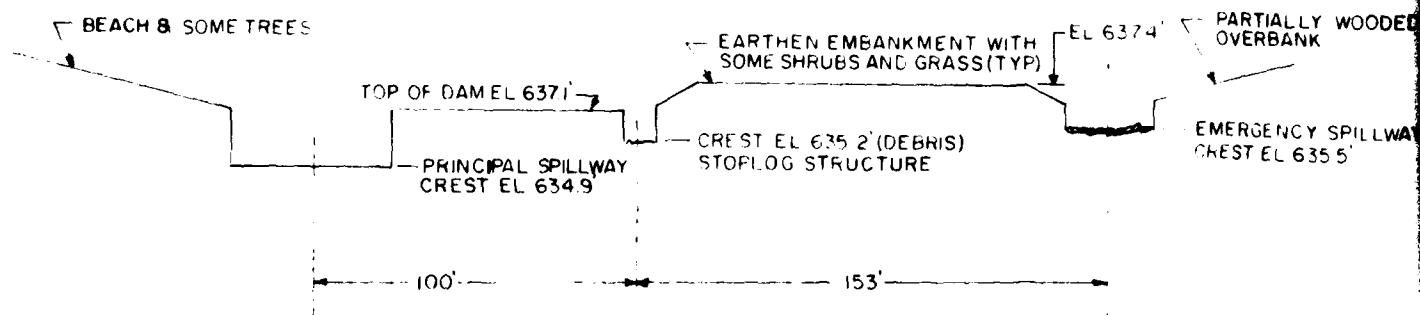 BEACH & SOME TREES
EARTHEN EMBANKMENT WITH
SOME SHRUBS AND GRASS (TYP)
EL 637.4'
PARTIALLY WOODED
OVERBANK
TOP OF DAM EL 637.1'
CREST EL 635.2' (DEBRIS)
STOPLOG STRUCTURE
PRINCIPAL SPILLWAY
CREST EL 634.9'
EMERGENCY SPILLWAY
CREST EL 635.5'
100'
153'